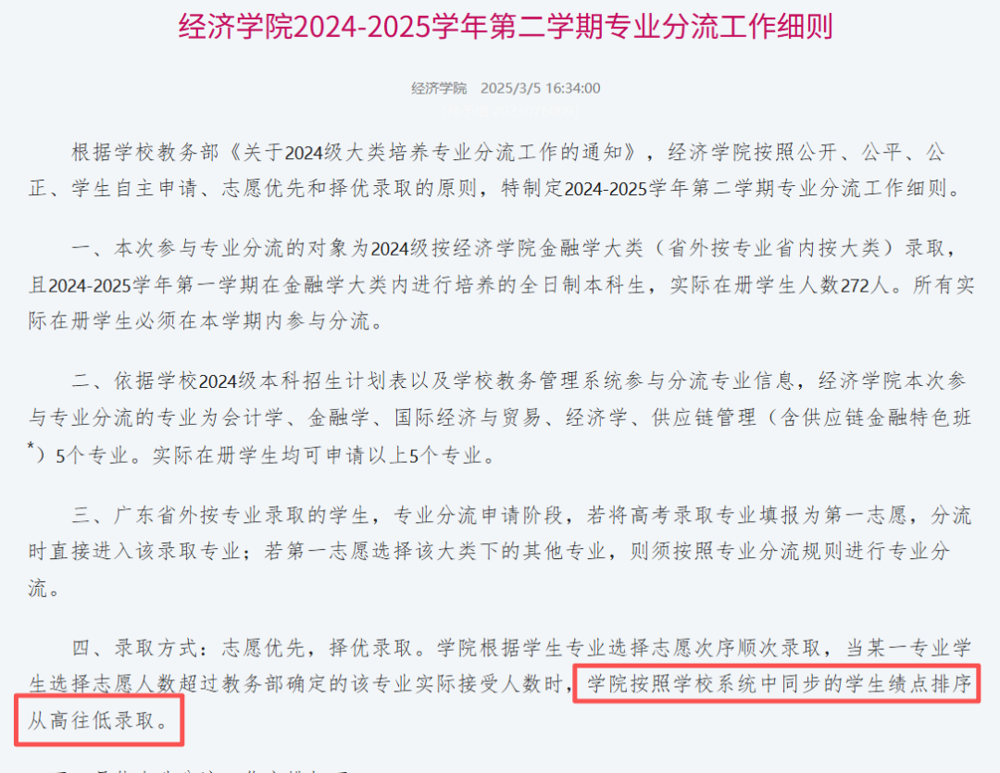 经济学院2024-2025学年第二学期专业分流工作细则
经济学院 2025/3/5 16:34:00
根据学校教务部《关于2024级大类培养专业分流工作的通知》，经济学院按照公开、公平、公
正、学生自主申请、志愿优先和择优录取的原则，特制定2024-2025学年第二学期专业分流工作细则。
一、本次参与专业分流的对象为2024级按经济学院金融学大类（省外按专业省内按大类）录取，
且2024-2025学年第一学期在金融学大类内进行培养的全日制本科生，实际在册学生人数272人。所有实
际在册学生必须在本学期内参与分流。
二、依据学校2024级本科招生计划表以及学校教务管理系统参与分流专业信息，经济学院本次参
与专业分流的专业为会计学、金融学、国际经济与贸易、经济学、供应链管理（含供应链金融特色班
*）5个专业。实际在册学生均可申请以上5个专业。
三、广东省外按专业录取的学生，专业分流申请阶段，若将高考录取专业填报为第一志愿，分流
时直接进入该录取专业；若第一志愿选择该大类下的其他专业，则须按照专业分流规则进行专业分
流。
四、录取方式：志愿优先，择优录取。学院根据学生专业选择志愿次序顺次录取，当某一专业学
生选择志愿人数超过教务部确定的该专业实际接受人数时，学院按照学校系统中同步的学生绩点排序
从高往低录取。